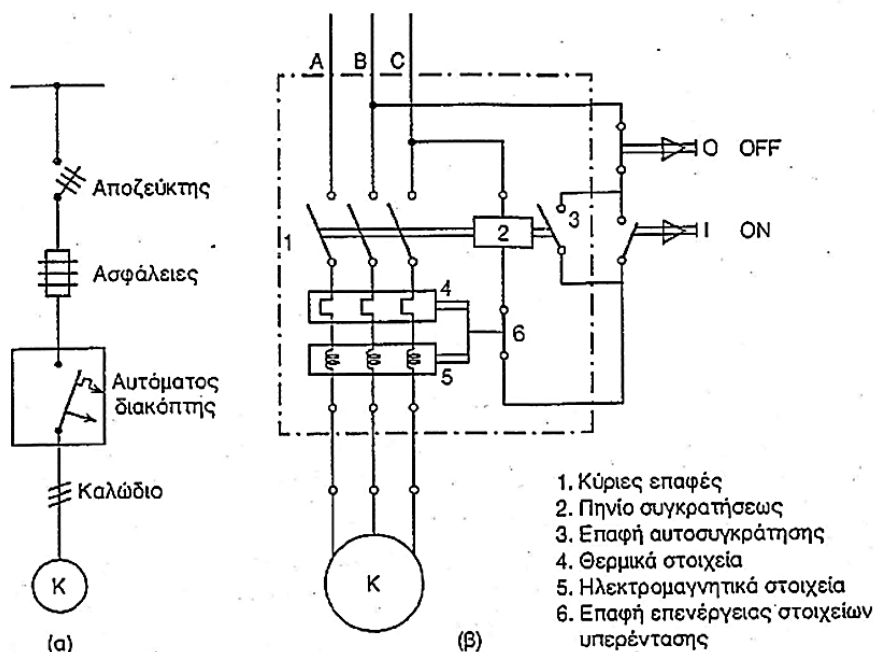 Αποζεύκτης
Ασφάλειες
Αυτόματος
διακόπτης
Καλώδιο
K
(α)
A B C
O OFF
I ON
1
2
3
4
5
6
K
(β)
1. Κύριες επαφές
2. Πηνίο συγκρατήσεως
3. Επαφή αυτοσυγκράτησης
4. Θερμικά στοιχεία
5. Ηλεκτρομαγνητικά στοιχεία
6. Επαφή επενέργειας στοιχείων
υπερέντασης